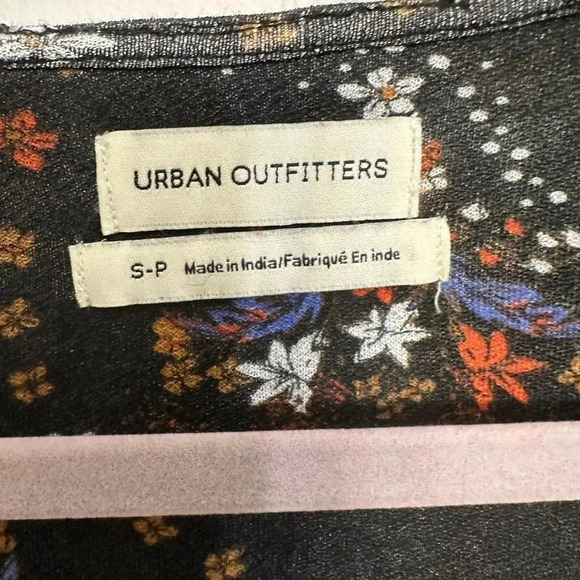 URBAN OUTFITTERS
S-P Made in India/Fabriqué En inde